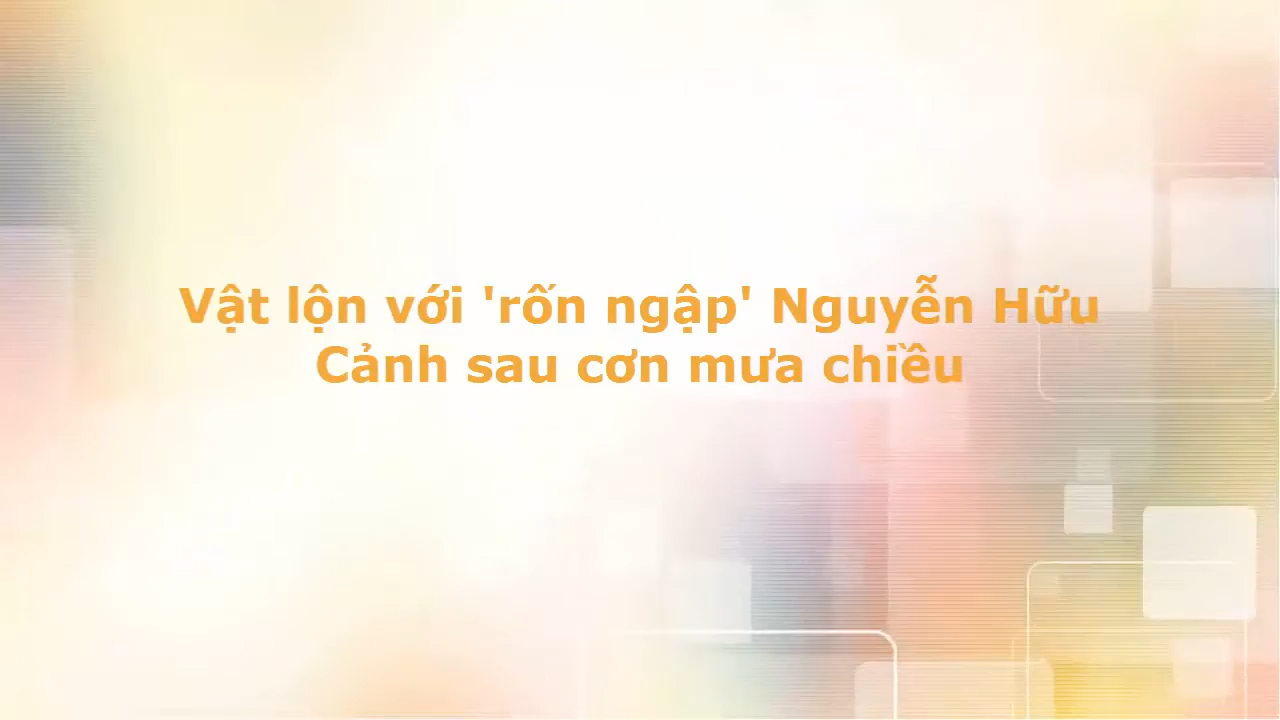 Vật lộn với 'rốn ngập' Nguyễn Hữu
Cảnh sau cơn mưa chiều